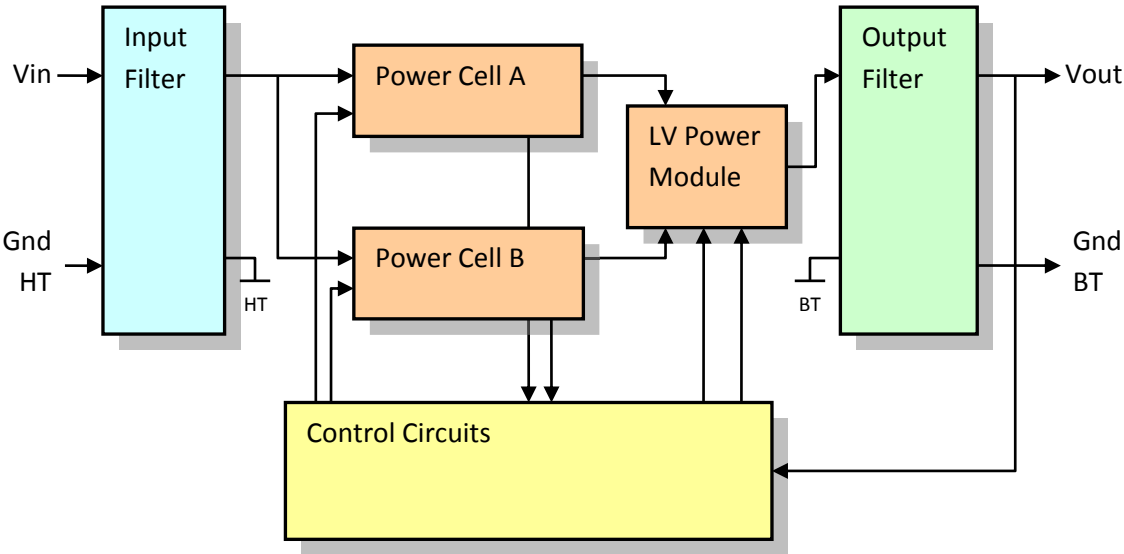 Input
Filter
Vin
Gnd
HT
HT
Power Cell A
Power Cell B
LV Power
Module
Output
Filter
Vout
Gnd
BT
BT
Control Circuits